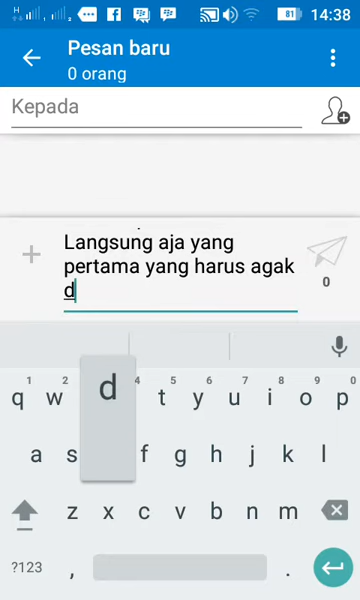 H 81 14:38
Pesan baru
0 orang
Kepada
Langsung aja yang
pertama yang harus agak
d
0
d
1 2 4 5 6 7 8 9 0
q w t y u i o p
a s f g h j k l
z x c v b n m
?123 , .